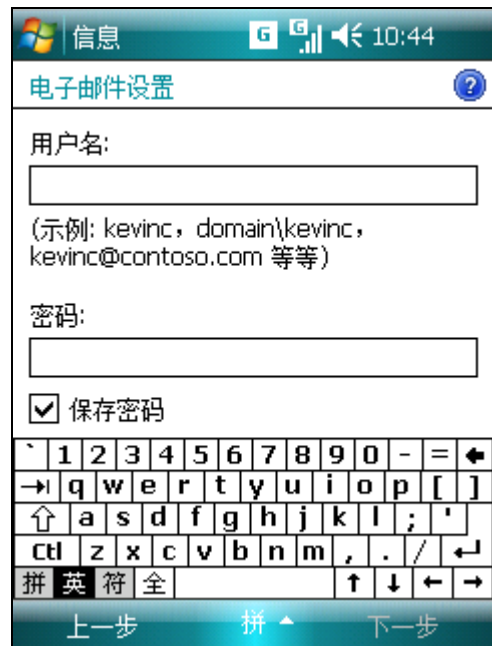 信息 G G 10:44
电子邮件设置 ?
用户名:
(示例: kevinc，domain\kevinc，
kevinc@contoso.com 等等)
密码:
保存密码
` 1 2 3 4 5 6 7 8 9 0 - =
q w e r t y u i o p [ ]
a s d f g h j k l ; '
Ctl z x c v b n m , . /
拼 英 符 全
上一步 拼 下一步